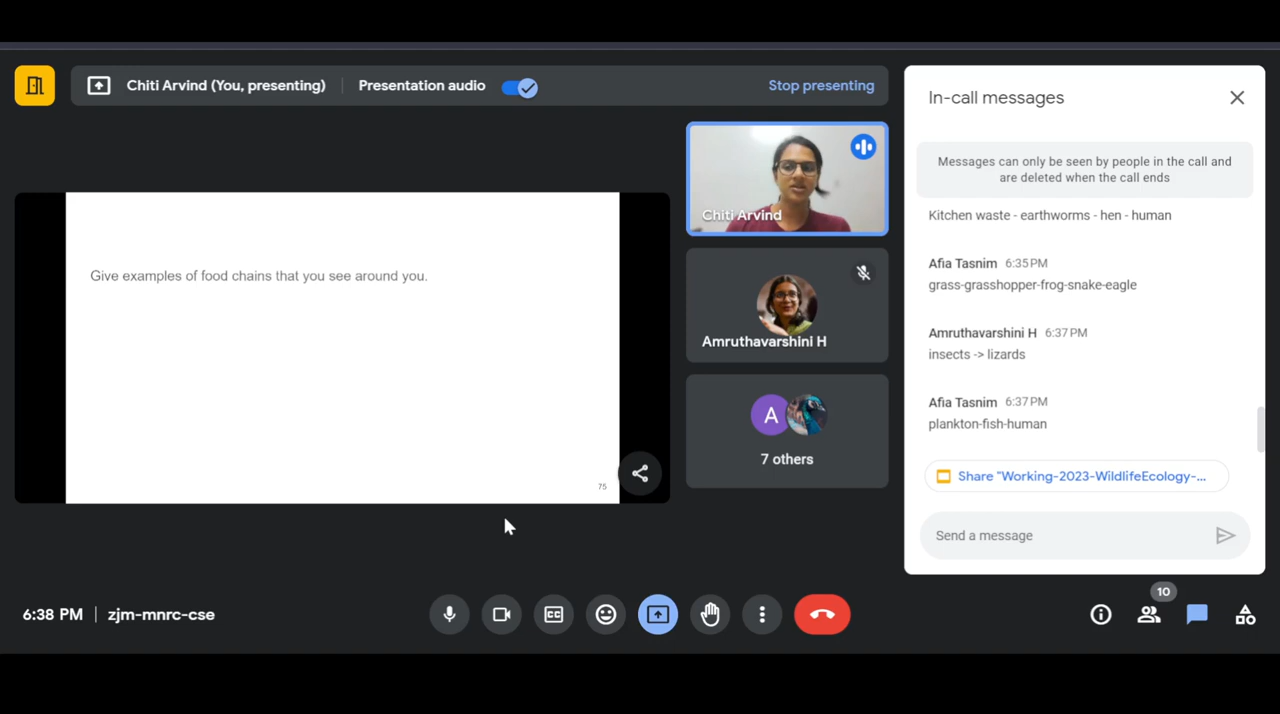 Chiti Arvind (You, presenting)
Presentation audio
Stop presenting
Give examples of food chains that you see around you.
75
Chiti Arvind
Amruthavarshini H
A
7 others
In-call messages
Messages can only be seen by people in the call and
are deleted when the call ends
Kitchen waste - earthworms - hen - human
Afia Tasnim 6:35 PM
grass-grasshopper-frog-snake-eagle
Amruthavarshini H 6:37 PM
insects -> lizards
Afia Tasnim 6:37 PM
plankton-fish-human
Share "Working-2023-WildlifeEcology-...
Send a message
6:38 PM | zjm-mnrc-cse
CC
10